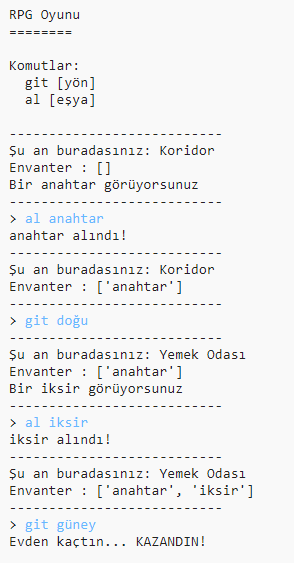 RPG Oyunu
========
Komutlar:
  git [yön]
  al [eşya]
---------------------------
Şu an buradasınız: Koridor
Envanter : []
Bir anahtar görüyorsunuz
---------------------------
> al anahtar
anahtar alındı!
---------------------------
Şu an buradasınız: Koridor
Envanter : ['anahtar']
---------------------------
> git doğu
---------------------------
Şu an buradasınız: Yemek Odası
Envanter : ['anahtar']
Bir iksir görüyorsunuz
---------------------------
> al iksir
iksir alındı!
---------------------------
Şu an buradasınız: Yemek Odası
Envanter : ['anahtar', 'iksir']
---------------------------
> git güney
Evden kaçtın... KAZANDIN!